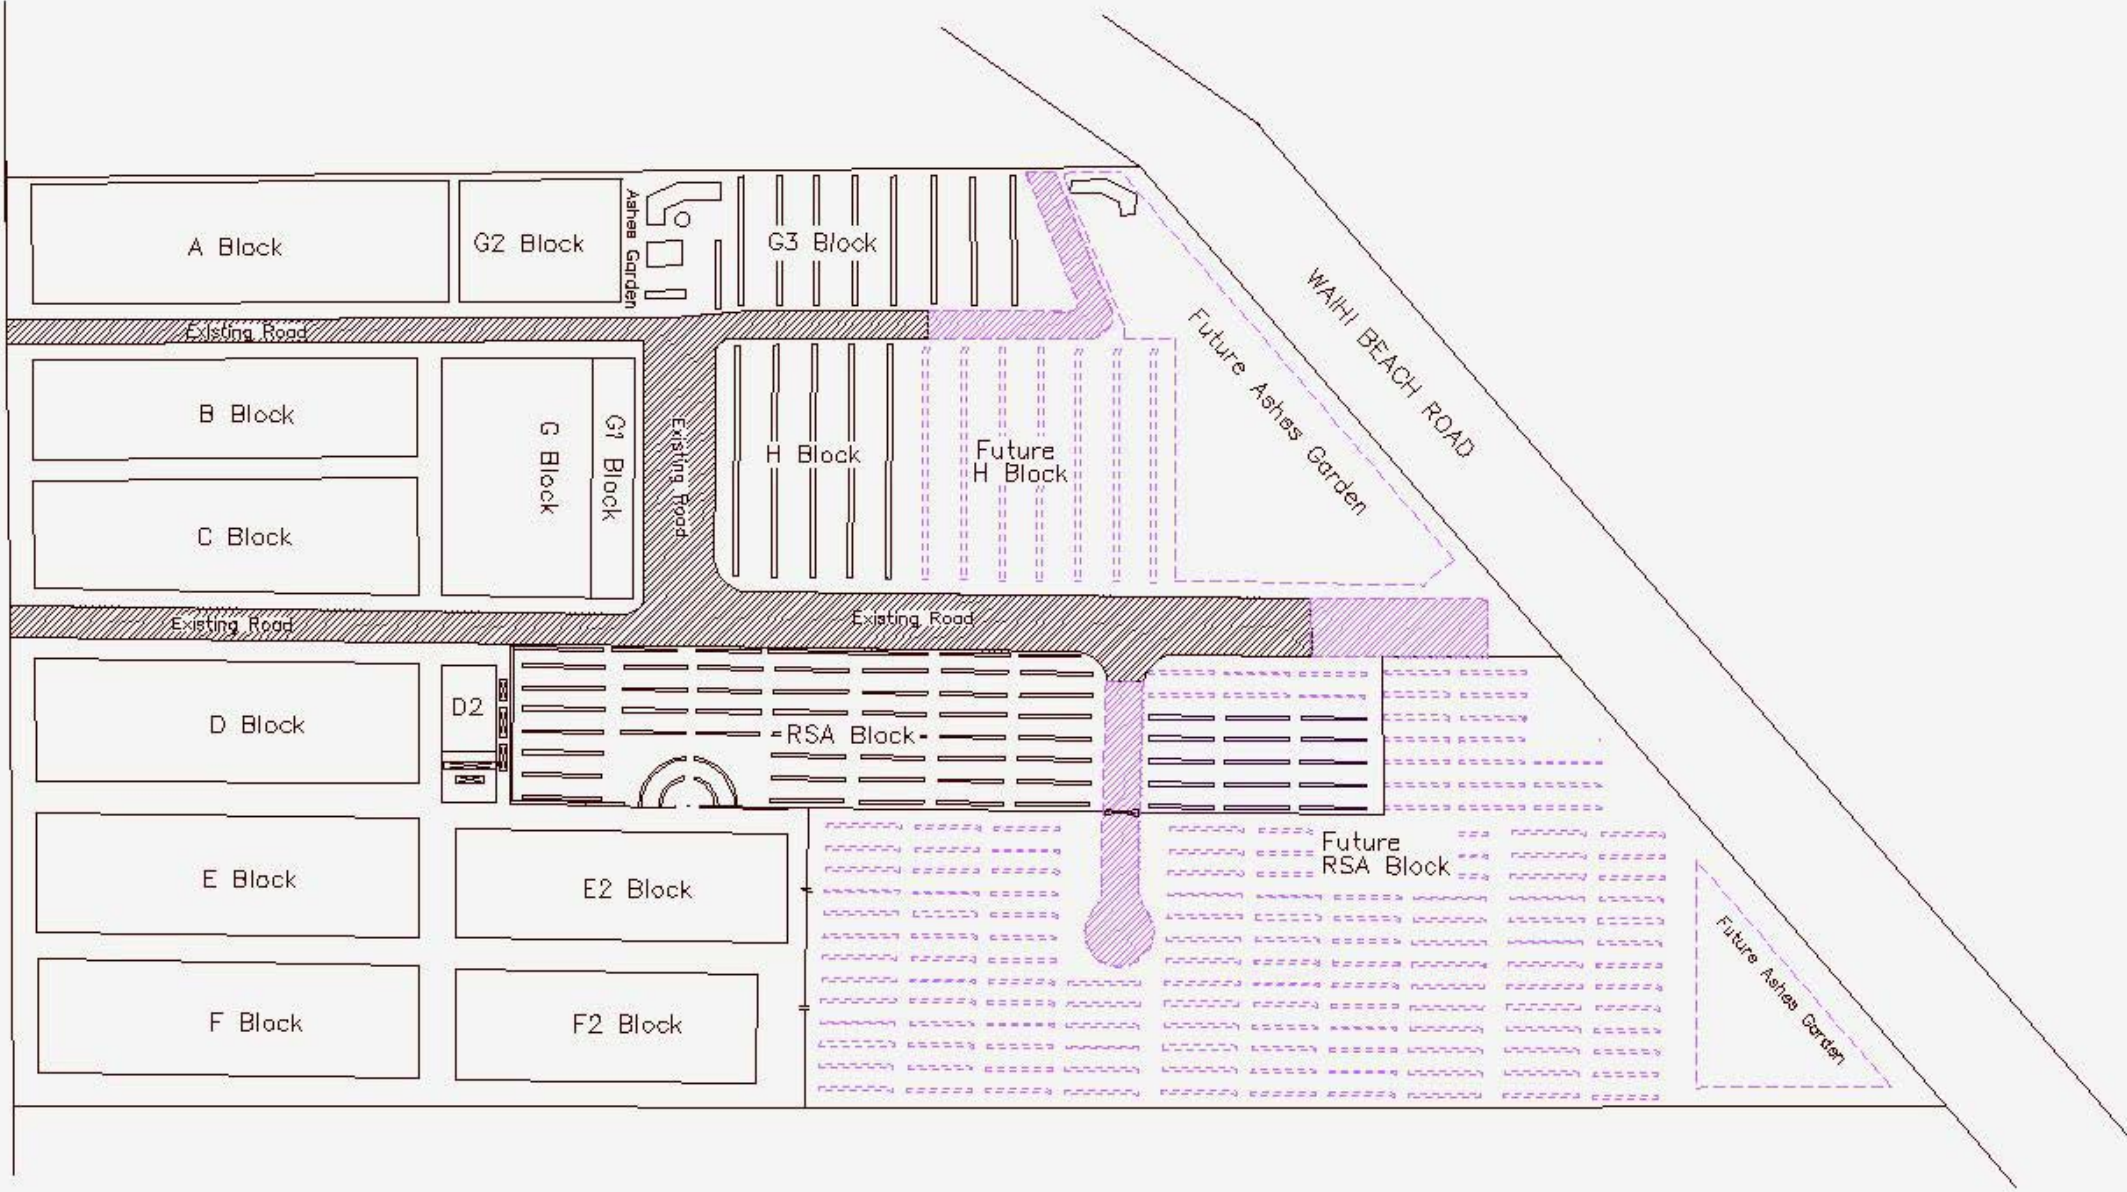 WAIHI BEACH ROAD
A Block
G2 Block
Ashes Garden
G3 Block
Existing Road
Future Ashes Garden
B Block
G Block
G1 Block
Existing Road
H Block
Future
H Block
C Block
Existing Road
Existing Road
D Block
D2
RSA Block
Future
RSA Block
E Block
E2 Block
Future Ashes Garden
F Block
F2 Block